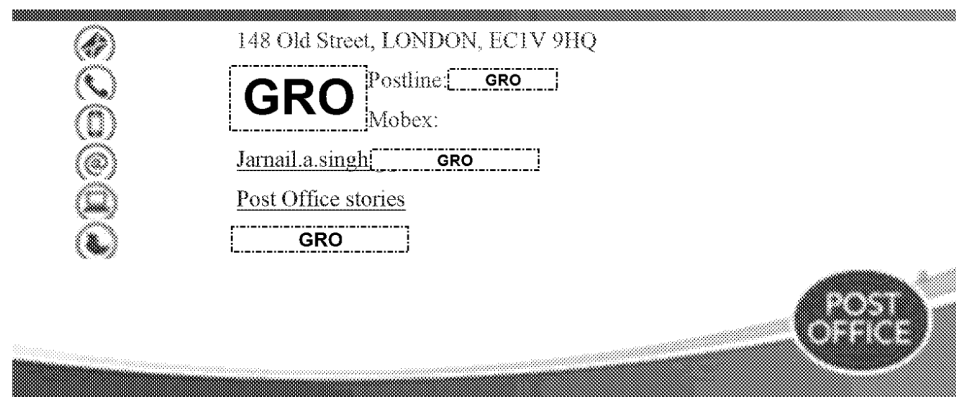 148 Old Street, LONDON, EC1V 9HQ
GRO Postline: GRO
Mobex:
Jarnail.a.singh GRO
Post Office stories
GRO
POST
OFFICE